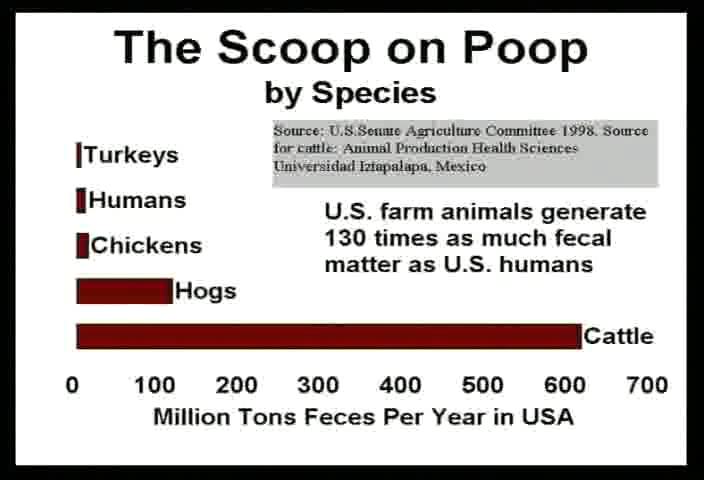 The Scoop on Poop
by Species
Source: U.S.Senate Agriculture Committee 1998. Source
for cattle: Animal Production Health Sciences
Universidad Iztapalapa, Mexico
Turkeys
Humans
Chickens
U.S. farm animals generate
130 times as much fecal
matter as U.S. humans
Hogs
Cattle
0 100 200 300 400 500 600 700
Million Tons Feces Per Year in USA